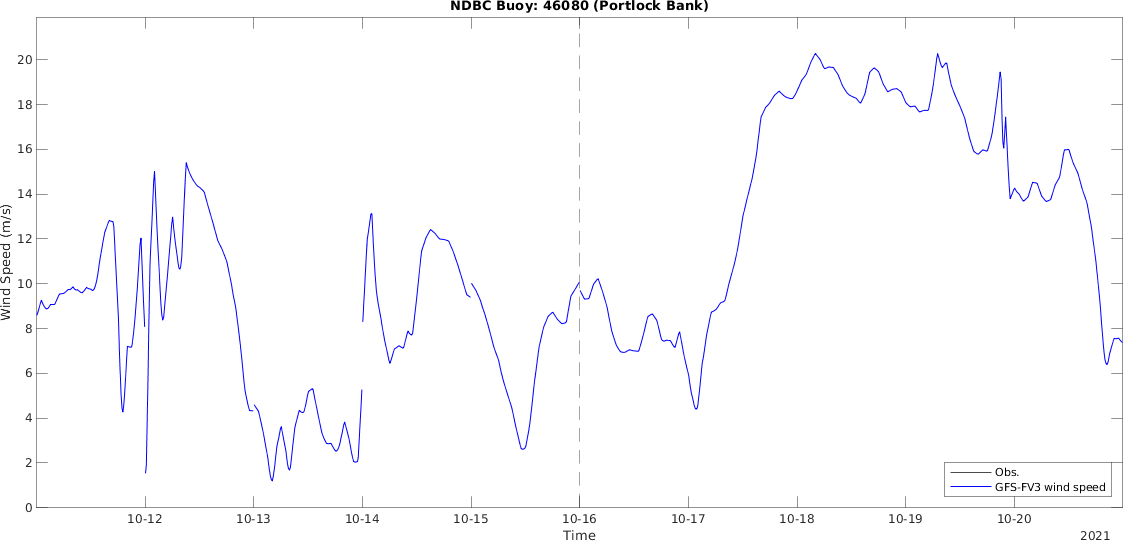 NDBC Buoy: 46080 (Portlock Bank)
Wind Speed (m/s)
20
18
16
14
12
10
8
6
4
2
0
10-12 10-13 10-14 10-15 10-16 10-17 10-18 10-19 10-20
Time
2021
Obs.
GFS-FV3 wind speed